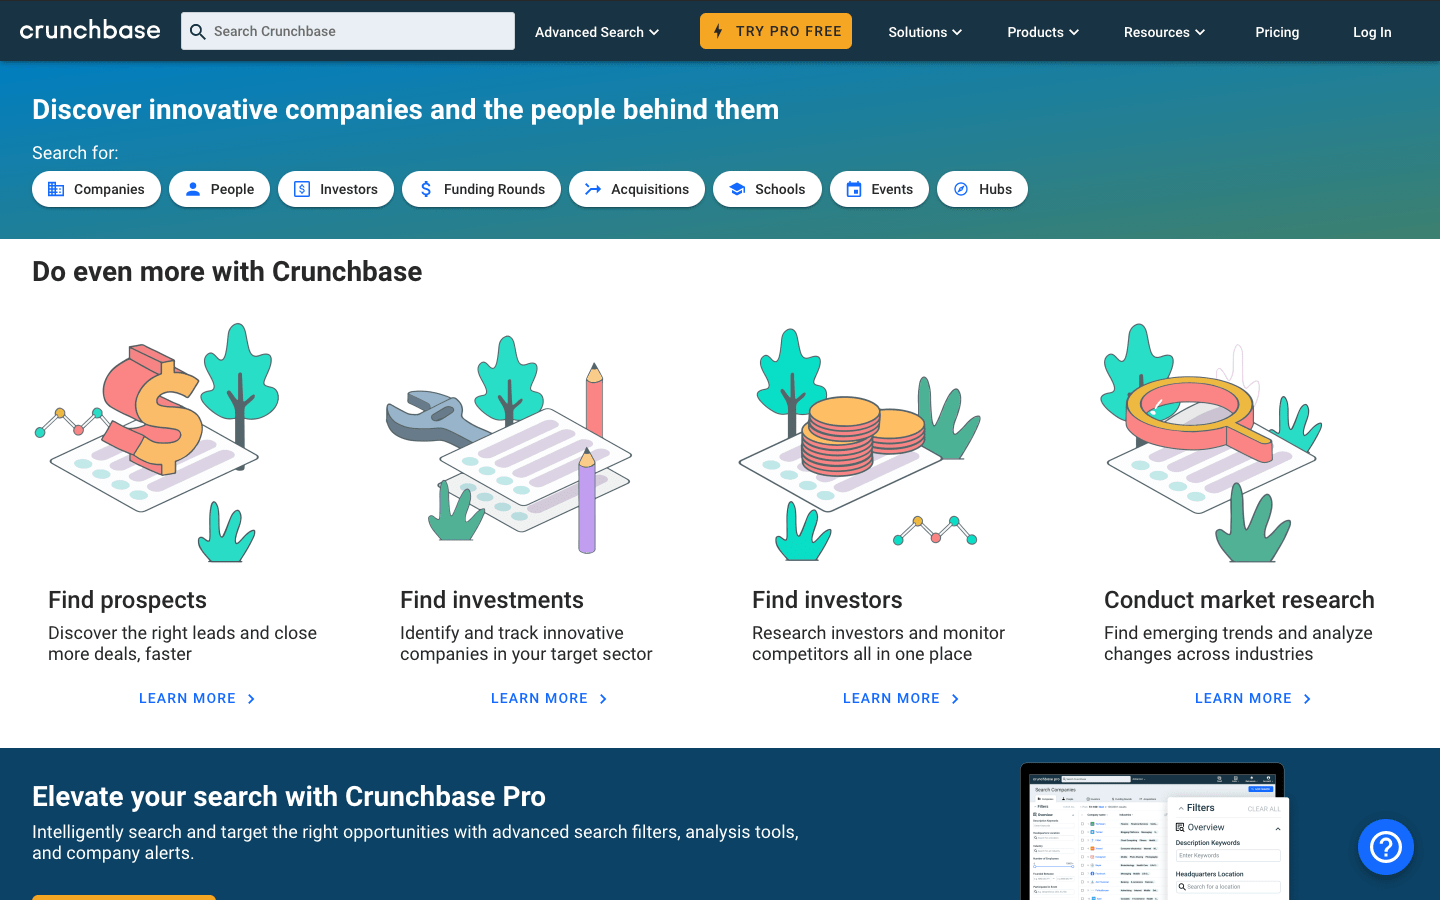 crunchbase
Search Crunchbase
Advanced Search
TRY PRO FREE
Solutions
Products
Resources
Pricing
Log In
Discover innovative companies and the people behind them
Search for:
Companies
People
Investors
Funding Rounds
Acquisitions
Schools
Events
Hubs
Do even more with Crunchbase
Find prospects
Discover the right leads and close
more deals, faster
LEARN MORE
Find investments
Identify and track innovative
companies in your target sector
LEARN MORE
Find investors
Research investors and monitor
competitors all in one place
LEARN MORE
Conduct market research
Find emerging trends and analyze
changes across industries
LEARN MORE
Elevate your search with Crunchbase Pro
Intelligently search and target the right opportunities with advanced search filters, analysis tools,
and company alerts.
crunchbase pro
Search Companies
Filters
Overview
Filters
CLEAR ALL
Overview
Description Keywords
Enter Keywords
Headquarters Location
Search for a location